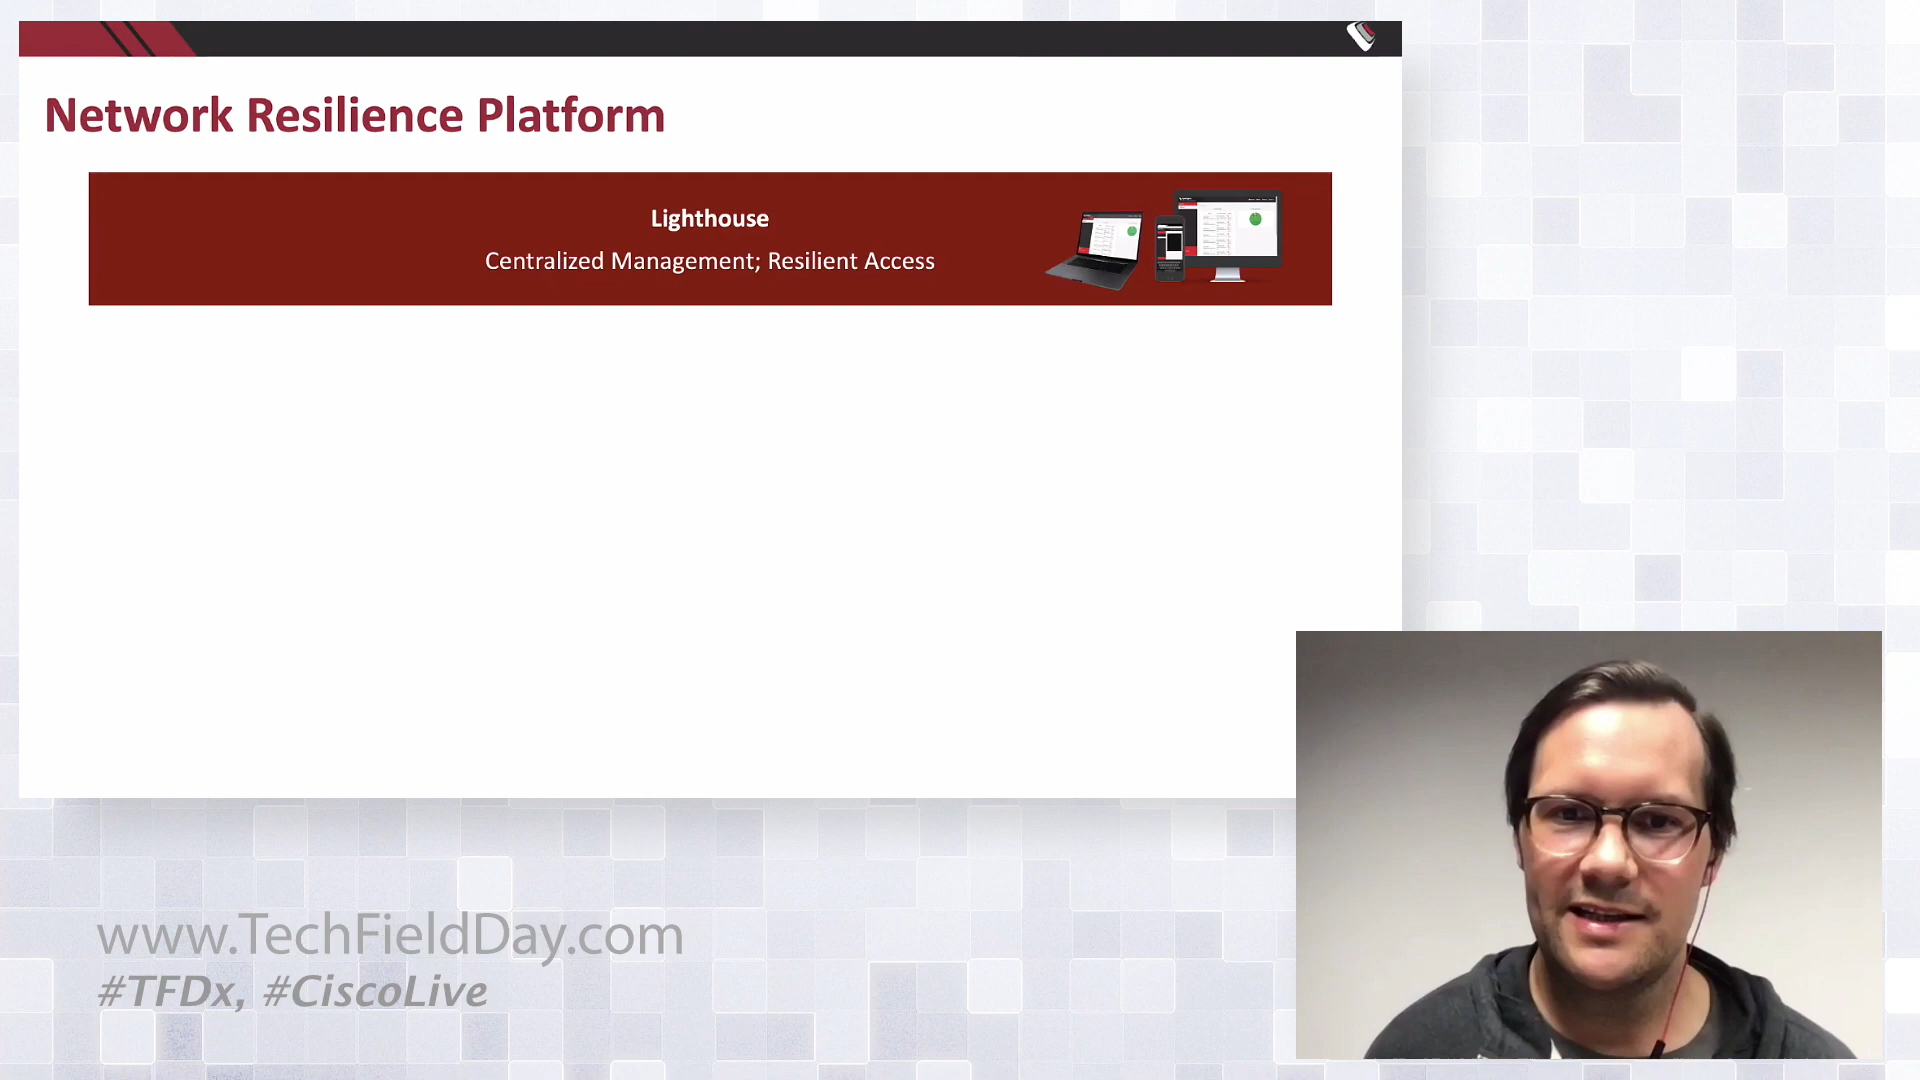 Network Resilience Platform
Lighthouse
Centralized Management; Resilient Access
www.TechFieldDay.com
#TFDx, #CiscoLive